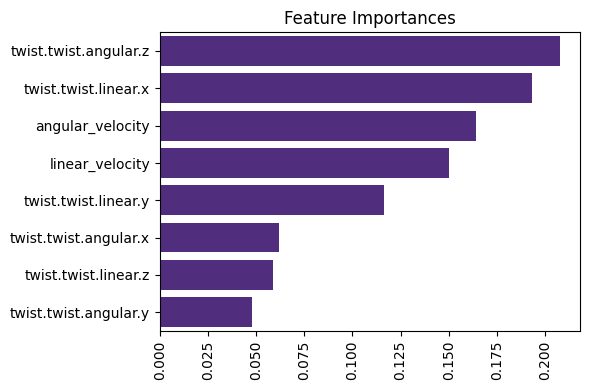 Feature Importances
twist.twist.angular.z
twist.twist.linear.x
angular_velocity
linear_velocity
twist.twist.linear.y
twist.twist.angular.x
twist.twist.linear.z
twist.twist.angular.y
0.000 0.025 0.050 0.075 0.100 0.125 0.150 0.175 0.200